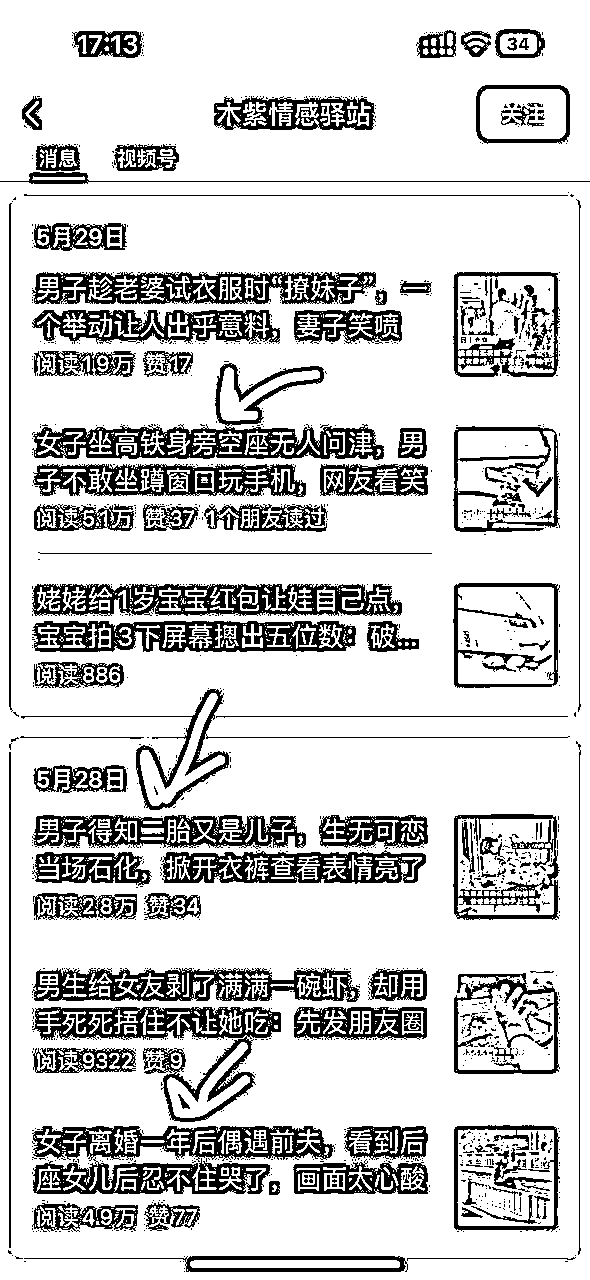 17:13
34
木紫情感驿站
关注
消息 视频号
5月29日
男子趁老婆试衣服时“撩妹子”，一
个举动让人出乎意料，妻子笑喷
阅读1.9万 赞17
女子坐高铁身旁空座无人问津，男
子不敢坐蹲窗口玩手机，网友看笑
阅读5.1万 赞37 1个朋友读过
姥姥给1岁宝宝红包让娃自己点，
宝宝拍3下屏幕摁出五位数：破...
阅读886
5月28日
男子得知二胎又是儿子，生无可恋
当场石化，掀开衣裤查看表情亮了
阅读2.8万 赞34
男生给女友剥了满满一碗虾，却用
手死死捂住不让她吃：先发朋友圈
阅读9322 赞9
女子离婚一年后偶遇前夫，看到后
座女儿后忍不住哭了，画面太心酸
阅读4.9万 赞77